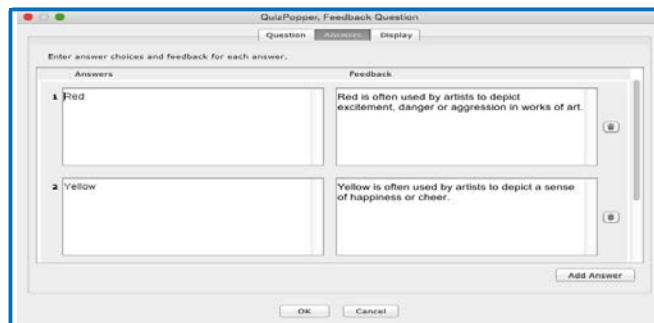 QuizPopper, Feedback Question
Question Answers Display
Enter answer choices and feedback for each answer.
Answers Feedback
1 Red
Red is often used by artists to depict
excitement, danger or aggression in works of art.
2 Yellow
Yellow is often used by artists to depict a sense
of happiness or cheer.
Add Answer
OK Cancel